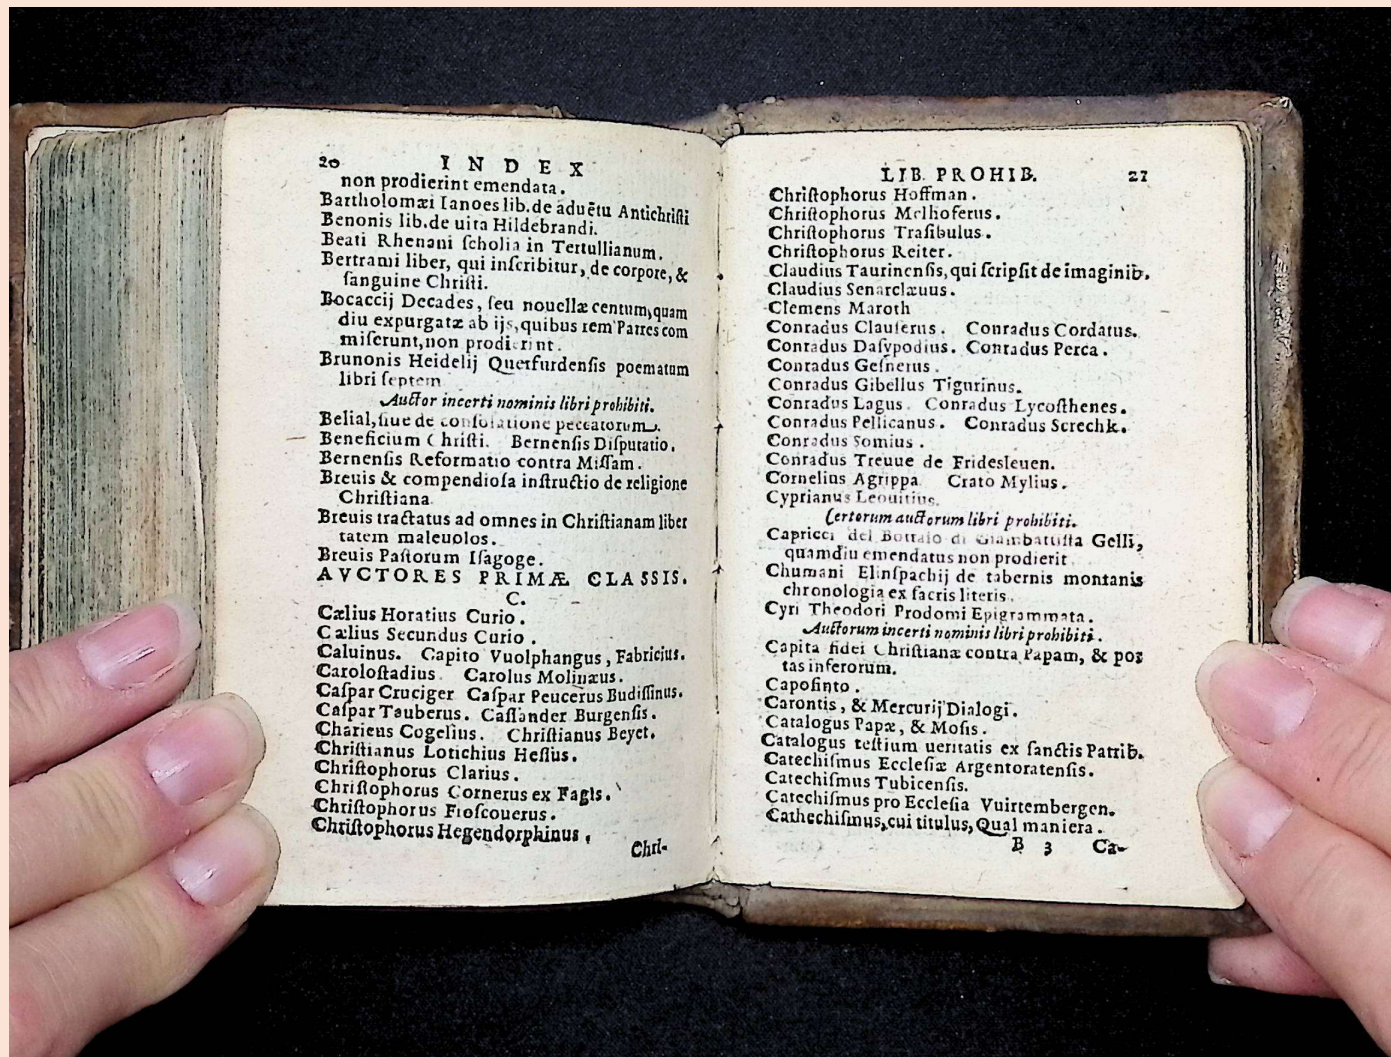 20 INDEX
non prodierint emendata.
Bartholomæi Ianoes lib. de aduētu Antichriſti
Benonis lib. de uita Hildebrandi.
Beati Rhenani ſcholia in Tertullianum.
Bertrami liber, qui inſcribitur, de corpore, &
ſanguine Chriſti.
Bocaccij Decades, ſeu nouellæ centum, quam
diu expurgatæ ab ijs, quibus rem Patres com
miſerunt, non prodierint.
Brunonis Heidelij Querfurdenſis poematum
libri ſeptem
Auctor incerti nominis libri prohibiti.
Belial, ſiue de conſolatione peccatorum.
Beneficium Chriſti. Bernenſis Diſputatio.
Bernenſis Reformatio contra Miſſam.
Breuis & compendioſa inſtructio de religione
Chriſtiana.
Breuis tractatus ad omnes in Chriſtianam liber
tatem maleuolos.
Breuis Paſtorum Iſagoge.
AVCTORES PRIMÆ CLASSIS.
C.
Cælius Horatius Curio.
Cælius Secundus Curio.
Caluinus. Capito Vuolphangus, Fabricius.
Caroloſtadius. Carolus Molinæus.
Caſpar Cruciger Caſpar Peucerus Budiſſinus.
Caſpar Tauberus. Caſſander Burgenſis.
Charieus Cogelius. Chriſtianus Beyet.
Chriſtianus Lotichius Heſſus.
Chriſtophorus Clarius.
Chriſtophorus Cornerus ex Fagis.
Chriſtophorus Fioſcouerus.
Chriſtophorus Hegendorphinus.
Chri-
LIB. PROHIB. 21
Chriſtophorus Hoffman.
Chriſtophorus Melhoferus.
Chriſtophorus Traſibulus.
Chriſtophorus Reiter.
Claudius Taurinenſis, qui ſcripſit de imaginib.
Claudius Senarclæuus.
Clemens Maroth
Conradus Clauſerus. Conradus Cordatus.
Conradus Daſypodius. Conradus Perca.
Conradus Geſnerus.
Conradus Gibellus Tigurinus.
Conradus Lagus. Conradus Lycoſthenes.
Conradus Pellicanus. Conradus Screchk.
Conradus Somius.
Conradus Treuue de Frideſleuen.
Cornelius Agrippa Crato Mylius.
Cyprianus Leouitius.
Certorum auctorum libri prohibiti.
Capricci del Bottaio di Giambattiſta Gelli,
quamdiu emendatus non prodierit
Chumani Elinſpachij de tabernis montanis
chronologia ex ſacris literis.
Cyri Theodori Prodomi Epigrammata.
Auctorum incerti nominis libri prohibiti.
Capita fidei Chriſtianæ contra Papam, & por
tas inferorum.
Capoſinto.
Carontis, & Mercurij Dialogi.
Catalogus Papæ, & Moſis.
Catalogus teſtium ueritatis ex ſanctis Patrib.
Catechiſmus Eccleſiæ Argentoratenſis.
Catechiſmus Tubicenſis.
Catechiſmus pro Eccleſia Vuirtembergen.
Cathechiſmus, cui titulus, Qual maniera.
B 3 Ca-